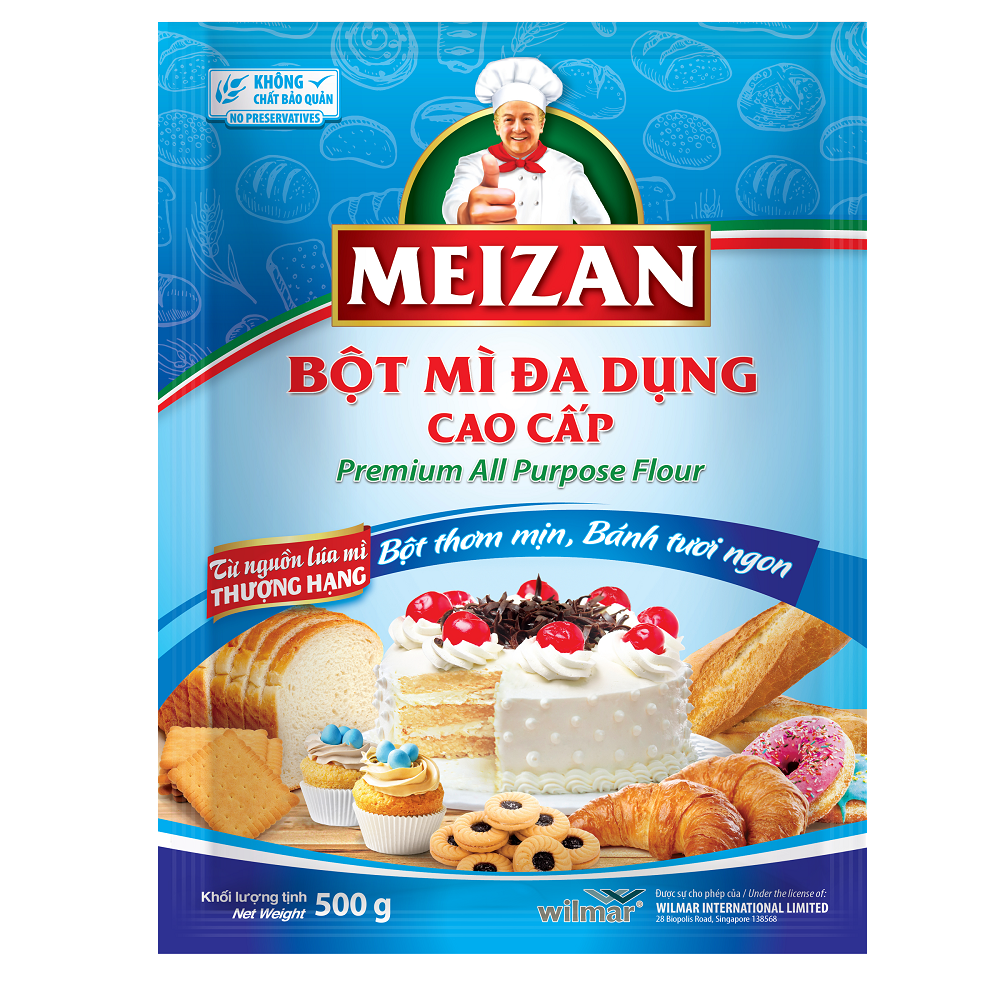 KHÔNG
CHẤT BẢO QUẢN
NO PRESERVATIVES
MEIZAN
BỘT MÌ ĐA DỤNG
CAO CẤP
Premium All Purpose Flour
Từ nguồn lúa mì
THƯỢNG HẠNG
Bột thơm mịn, Bánh tươi ngon
Khối lượng tịnh
Net Weight 500 g
wilmar®
Được sự cho phép của / Under the license of:
WILMAR INTERNATIONAL LIMITED
28 Biopolis Road, Singapore 138568